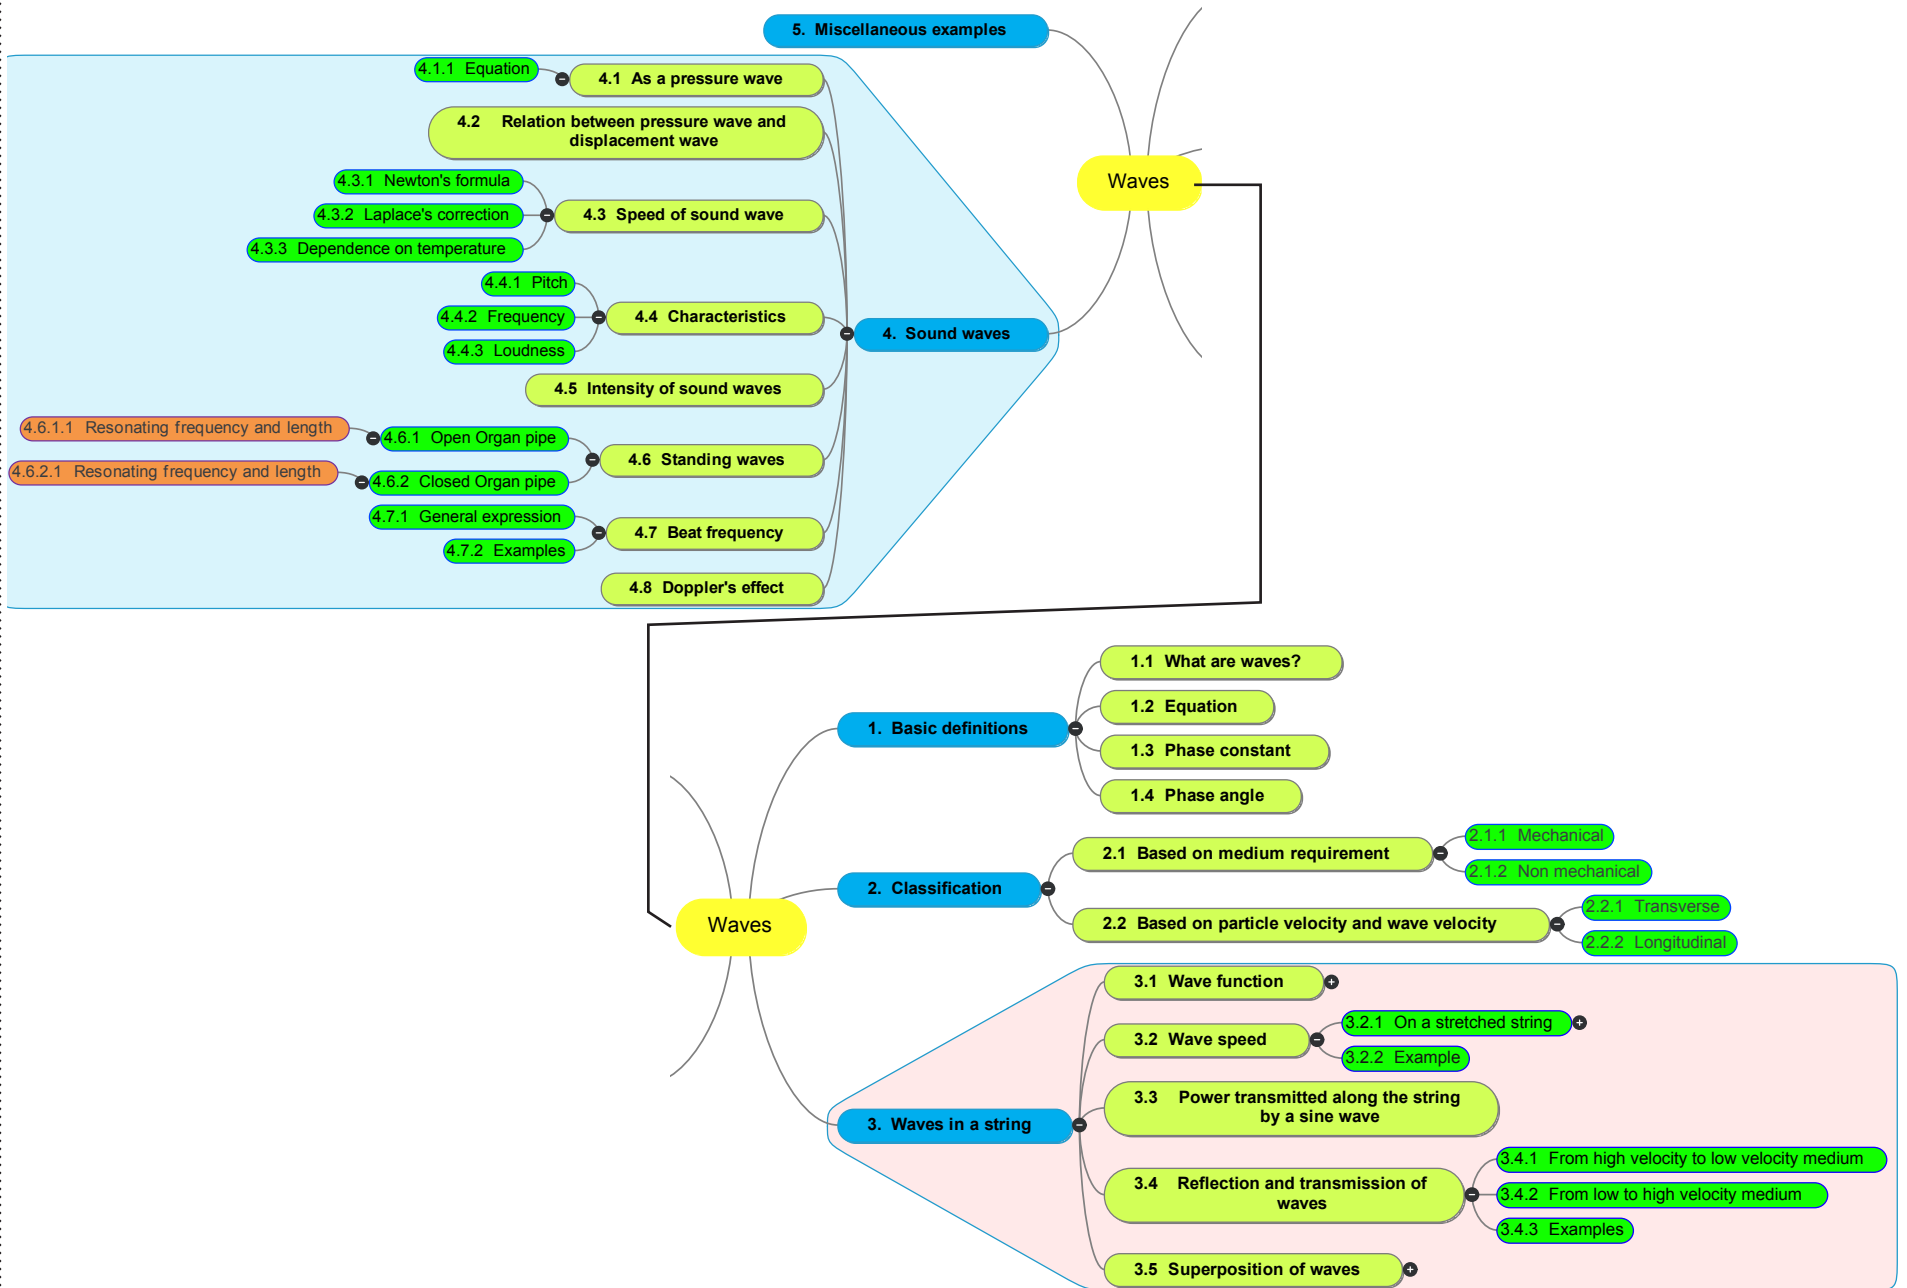 5. Miscellaneous examples
4.1.1 Equation
4.1 As a pressure wave
4.2 Relation between pressure wave and
displacement wave
4.3.1 Newton's formula
4.3.2 Laplace's correction
4.3 Speed of sound wave
4.3.3 Dependence on temperature
Waves
4.4.1 Pitch
4.4.2 Frequency
4.4 Characteristics
4.4.3 Loudness
4. Sound waves
4.5 Intensity of sound waves
4.6.1.1 Resonating frequency and length
4.6.1 Open Organ pipe
4.6 Standing waves
4.6.2.1 Resonating frequency and length
4.6.2 Closed Organ pipe
4.7.1 General expression
4.7 Beat frequency
4.7.2 Examples
4.8 Doppler's effect
1.1 What are waves?
1.2 Equation
1. Basic definitions
1.3 Phase constant
1.4 Phase angle
2.1 Based on medium requirement
2.1.1 Mechanical
2.1.2 Non mechanical
2. Classification
2.2 Based on particle velocity and wave velocity
2.2.1 Transverse
2.2.2 Longitudinal
Waves
3.1 Wave function
3.2 Wave speed
3.2.1 On a stretched string
3.2.2 Example
3. Waves in a string
3.3 Power transmitted along the string
by a sine wave
3.4 Reflection and transmission of
waves
3.4.1 From high velocity to low velocity medium
3.4.2 From low to high velocity medium
3.4.3 Examples
3.5 Superposition of waves